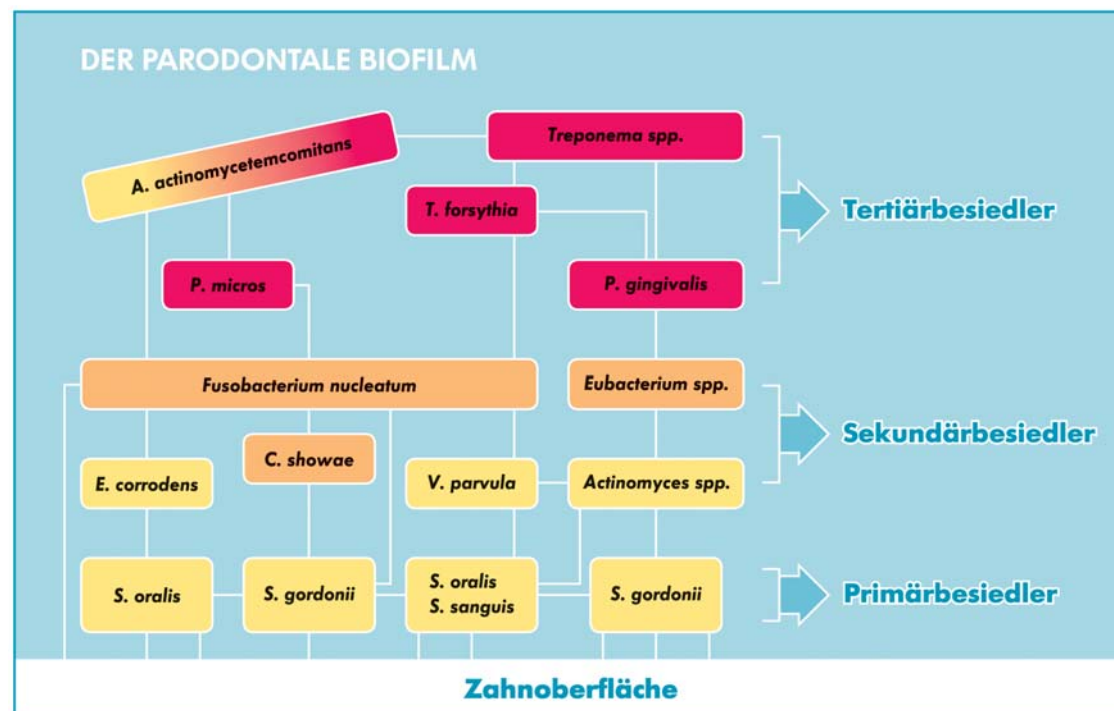 DER PARODONTALE BIOFILM
A. actinomycetemcomitans
Treponema spp.
T. forsythia
Tertiärbesiedler
P. micros
P. gingivalis
Fusobacterium nucleatum
Eubacterium spp.
Sekundärbesiedler
C. showae
E. corrodens
V. parvula
Actinomyces spp.
S. oralis
S. gordonii
S. oralis
S. sanguis
S. gordonii
Primärbesiedler
Zahnoberfläche